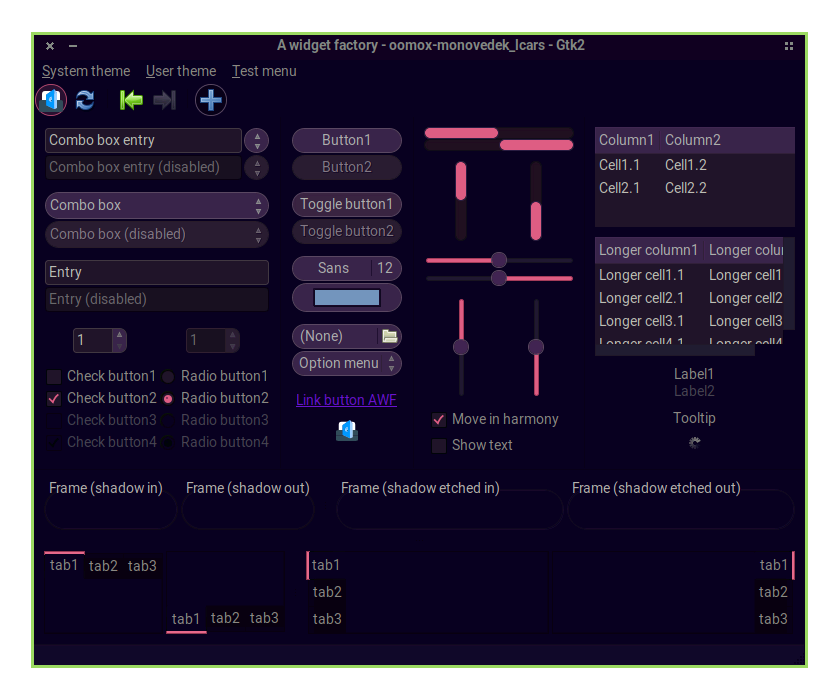 A widget factory - oomox-monovedek_lcars - Gtk2
System theme User theme Test menu
Combo box entry
Combo box entry (disabled)
Combo box
Combo box (disabled)
Entry
Entry (disabled)
1 1
Check button1 Radio button1
Check button2 Radio button2
Check button3 Radio button3
Check button4 Radio button4
Button1
Button2
Toggle button1
Toggle button2
Sans 12
(None)
Option menu
Link button AWF
Move in harmony
Show text
Column1 Column2
Cell1.1 Cell1.2
Cell2.1 Cell2.2
Longer column1 Longer colu
Longer cell1.1 Longer cell1
Longer cell2.1 Longer cell2
Longer cell3.1 Longer cell3
Longer cell4.1 Longer cell4
Label1
Label2
Tooltip
Frame (shadow in) Frame (shadow out) Frame (shadow etched in) Frame (shadow etched out)
tab1 tab2 tab3
tab1 tab2 tab3
tab1
tab2
tab3
tab1
tab2
tab3